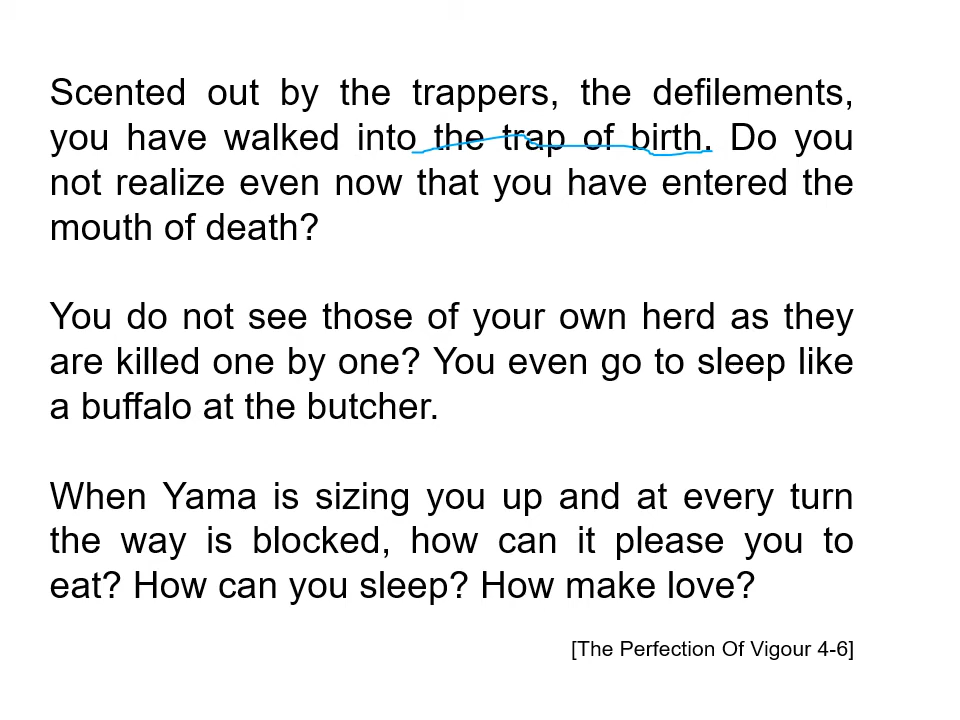 Scented out by the trappers, the defilements,
you have walked into the trap of birth. Do you
not realize even now that you have entered the
mouth of death?
You do not see those of your own herd as they
are killed one by one? You even go to sleep like
a buffalo at the butcher.
When Yama is sizing you up and at every turn
the way is blocked, how can it please you to
eat? How can you sleep? How make love?
[The Perfection Of Vigour 4-6]